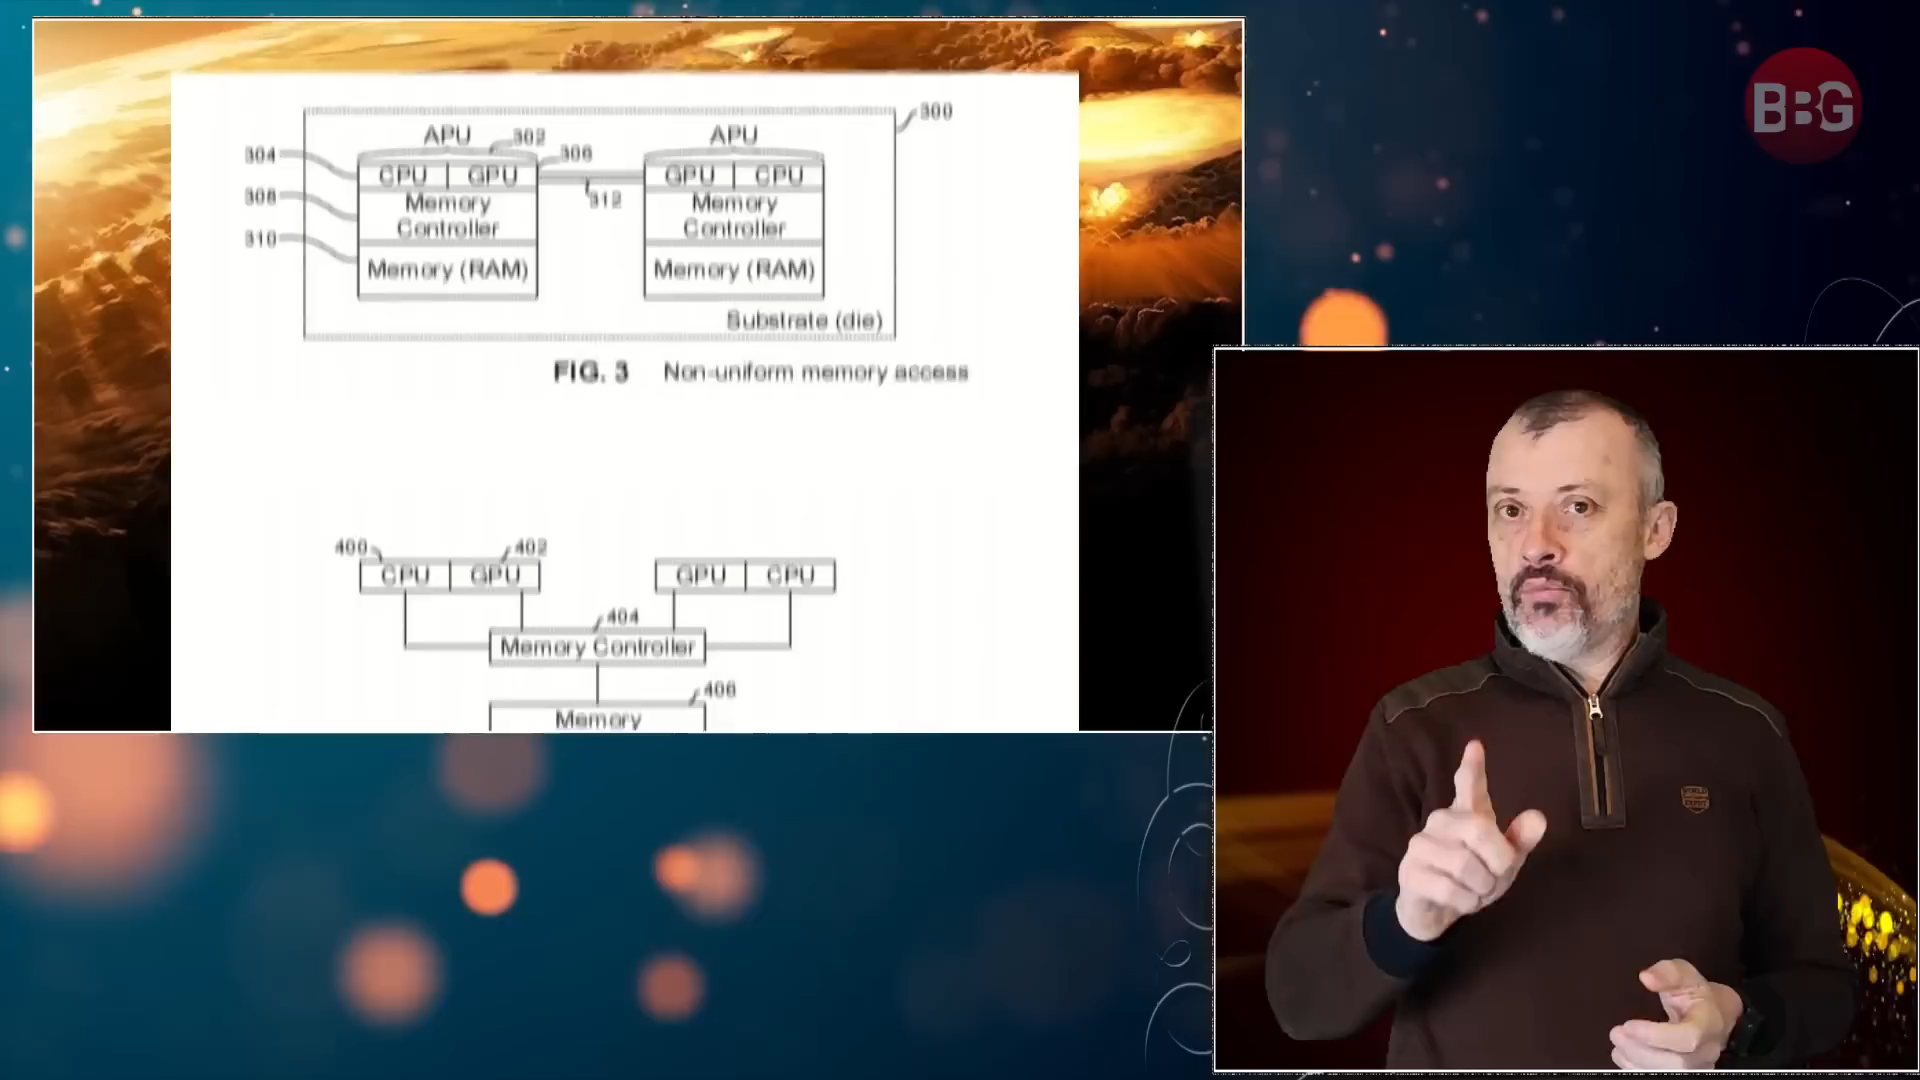 BBG
300
APU 302 APU
304 306
CPU GPU GPU CPU
308 312
Memory Memory
Controller Controller
310
Memory (RAM) Memory (RAM)
Substrate (die)
FIG. 3 Non-uniform memory access
400 402
CPU GPU GPU CPU
404
Memory Controller
406
Memory